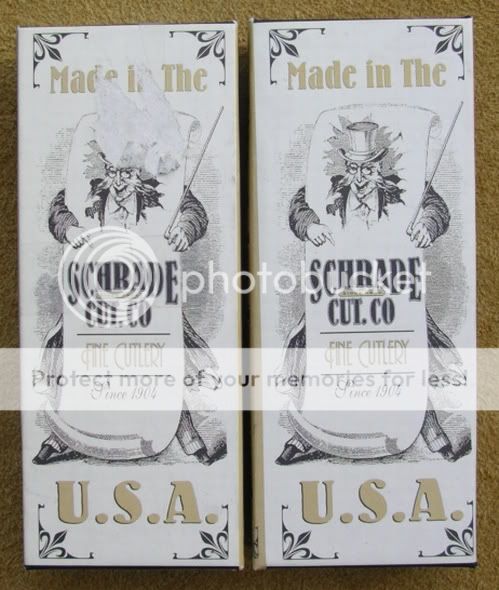 Made in The
SCHRADE
CUT. CO
FINE CUTLERY
Since 1904
U.S.A.
Made in The
SCHRADE
CUT. CO
FINE CUTLERY
Since 1904
U.S.A.
photobucket
Protect more of your memories for less!